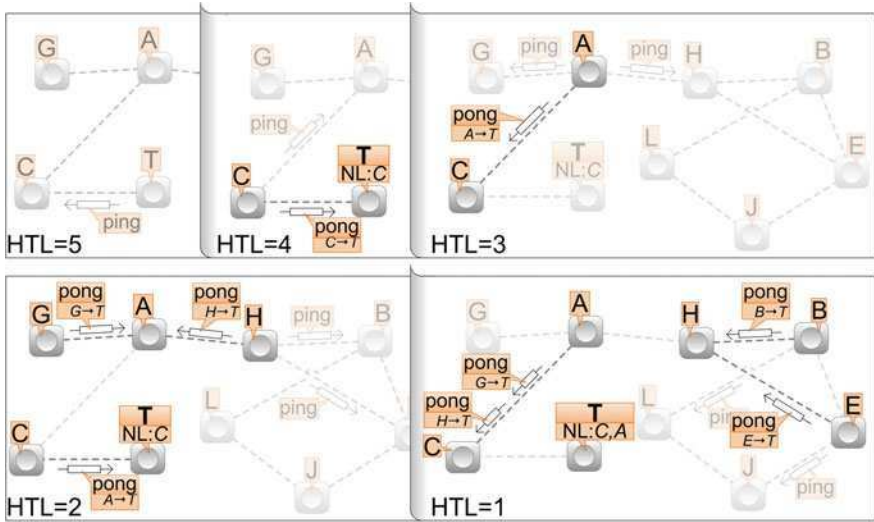 G
A
C
T
ping
HTL=5
G
A
ping
C
T
NL:C
pong
C→T
HTL=4
G
ping
A
ping
H
B
pong
A→T
C
T
NL:C
L
E
J
HTL=3
G
pong
G→T
A
pong
H→T
H
ping
B
C
T
NL:C
L
ping
J
pong
A→T
HTL=2
G
A
H
pong
B→T
B
pong
G→T
pong
H→T
C
T
NL:C,A
L
ping
pong
E→T
E
J
ping
HTL=1